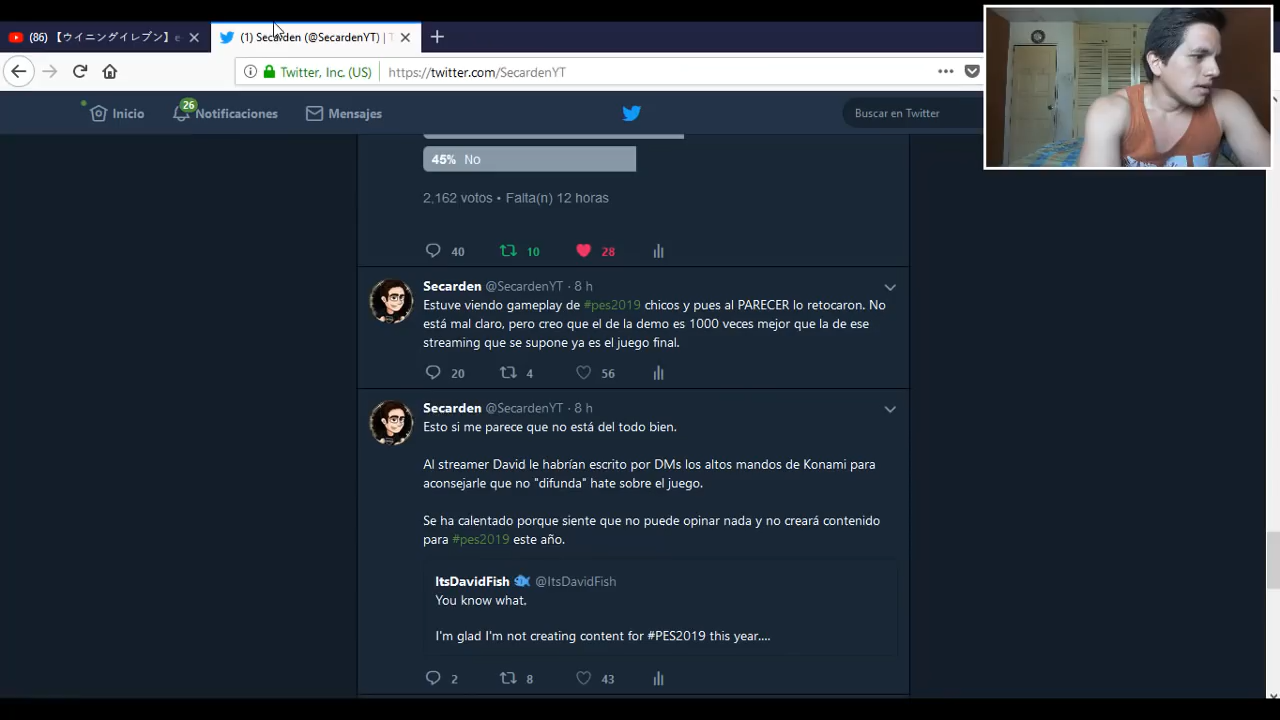 (86) 【ウイニングイレブン】 e
(1) Secarden (@SecardenYT) | T
Twitter, Inc. (US)
https://twitter.com/SecardenYT
Inicio
26
Notificaciones
Mensajes
Buscar en Twitter
45% No
2,162 votos • Falta(n) 12 horas
40 10 28
Secarden @SecardenYT · 8 h
Estuve viendo gameplay de #pes2019 chicos y pues al PARECER lo retocaron. No
está mal claro, pero creo que el de la demo es 1000 veces mejor que la de ese
streaming que se supone ya es el juego final.
20 4 56
Secarden @SecardenYT · 8 h
Esto si me parece que no está del todo bien.
Al streamer David le habrían escrito por DMs los altos mandos de Konami para
aconsejarle que no "difunda" hate sobre el juego.
Se ha calentado porque siente que no puede opinar nada y no creará contenido
para #pes2019 este año.
ItsDavidFish @ItsDavidFish
You know what.
I'm glad I'm not creating content for #PES2019 this year....
2 8 43